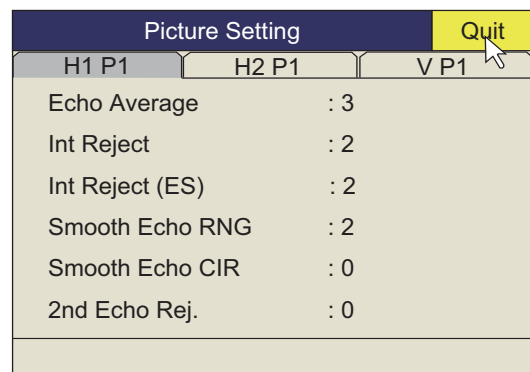 Picture Setting Quit
H1 P1 H2 P1 V P1
Echo Average : 3
Int Reject : 2
Int Reject (ES) : 2
Smooth Echo RNG : 2
Smooth Echo CIR : 0
2nd Echo Rej. : 0